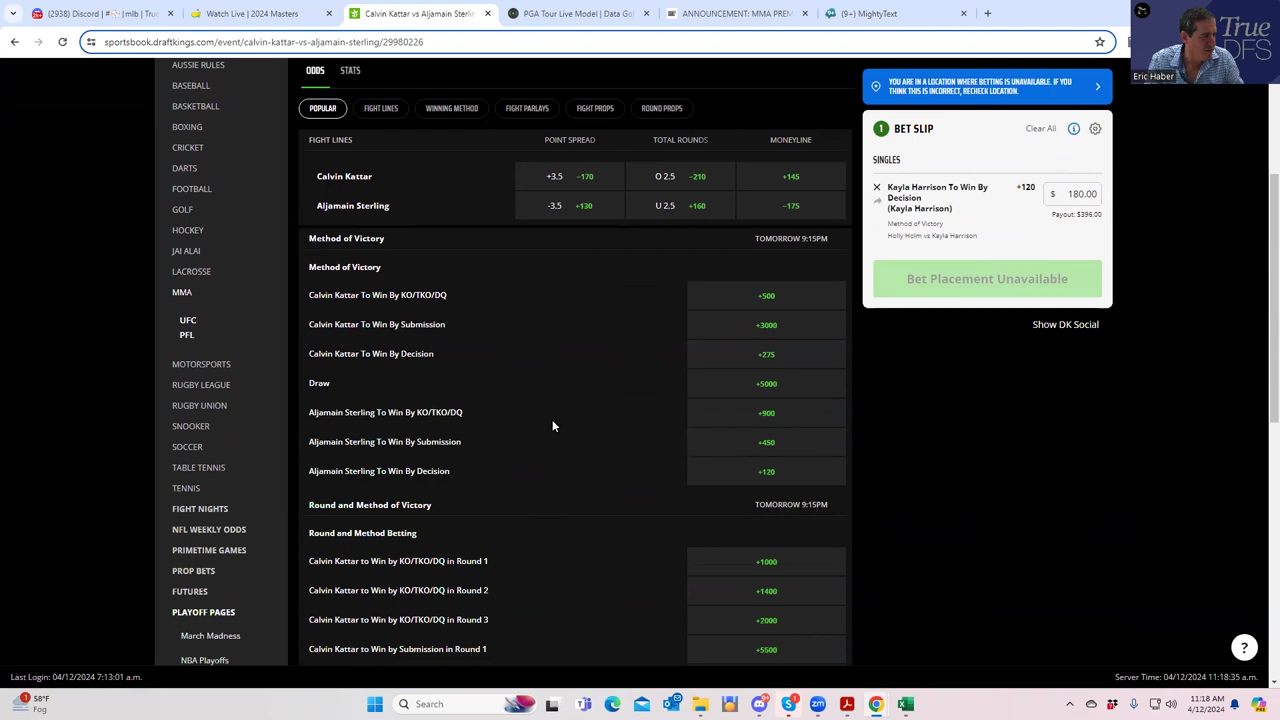 (2938) Discord | #⛳|mlb | True
Watch Live | 2024 Masters
Calvin Kattar vs Aljamain Sterlin
PGA Tour Live Model | Data Gol
ANNOUNCEMENT: MMA PREM
(9+) MightyText
sportsbook.draftkings.com/event/calvin-kattar-vs-aljamain-sterling/29980226
True
DFS
Eric Haber
AUSSIE RULES
BASEBALL
BASKETBALL
BOXING
CRICKET
DARTS
FOOTBALL
GOLF
HOCKEY
JAI ALAI
LACROSSE
MMA
UFC
PFL
MOTORSPORTS
RUGBY LEAGUE
RUGBY UNION
SNOOKER
SOCCER
TABLE TENNIS
TENNIS
FIGHT NIGHTS
NFL WEEKLY ODDS
PRIMETIME GAMES
PROP BETS
FUTURES
PLAYOFF PAGES
March Madness
NBA Playoffs
ODDS STATS
POPULAR FIGHT LINES WINNING METHOD FIGHT PARLAYS FIGHT PROPS ROUND PROPS
FIGHT LINES POINT SPREAD TOTAL ROUNDS MONEYLINE
Calvin Kattar +3.5 −170 O 2.5 −210 +145
Aljamain Sterling -3.5 +130 U 2.5 +160 −175
Method of Victory TOMORROW 9:15PM
Method of Victory
Calvin Kattar To Win By KO/TKO/DQ +500
Calvin Kattar To Win By Submission +3000
Calvin Kattar To Win By Decision +275
Draw +5000
Aljamain Sterling To Win By KO/TKO/DQ +900
Aljamain Sterling To Win By Submission +450
Aljamain Sterling To Win By Decision +120
Round and Method of Victory TOMORROW 9:15PM
Round and Method Betting
Calvin Kattar to Win by KO/TKO/DQ in Round 1 +1000
Calvin Kattar to Win by KO/TKO/DQ in Round 2 +1400
Calvin Kattar to Win by KO/TKO/DQ in Round 3 +2000
Calvin Kattar to Win by Submission in Round 1 +5500
YOU ARE IN A LOCATION WHERE BETTING IS UNAVAILABLE. IF YOU
THINK THIS IS INCORRECT, RECHECK LOCATION.
1 BET SLIP Clear All
SINGLES
Kayla Harrison To Win By +120 $ 180.00
Decision
(Kayla Harrison) Payout: $396.00
Method of Victory
Holly Holm vs Kayla Harrison
Bet Placement Unavailable
Show DK Social
?
Last Login: 04/12/2024 7:13:01 a.m. Server Time: 04/12/2024 11:18:35 a.m.
1 58°F
Fog
Search
11:18 AM
4/12/2024